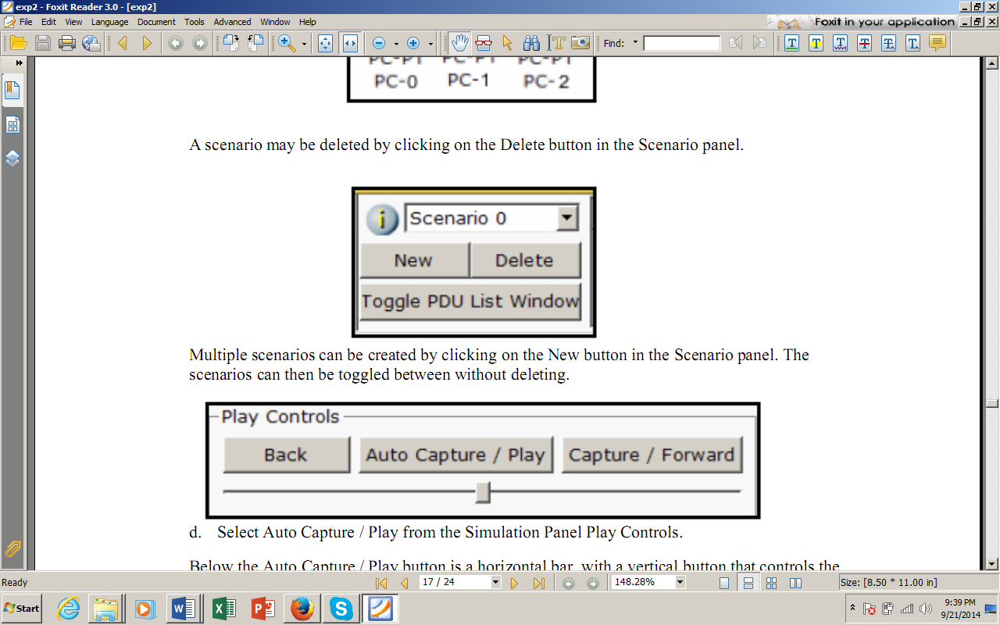 exp2 - Foxit Reader 3.0 - [exp2]
File Edit View Language Document Tools Advanced Window Help
Foxit in your application
Find:
PC-PT PC-PT PC-PT
PC-0 PC-1 PC-2
A scenario may be deleted by clicking on the Delete button in the Scenario panel.
i Scenario 0
New Delete
Toggle PDU List Window
Multiple scenarios can be created by clicking on the New button in the Scenario panel. The
scenarios can then be toggled between without deleting.
Play Controls
Back Auto Capture / Play Capture / Forward
d. Select Auto Capture / Play from the Simulation Panel Play Controls.
Below the Auto Capture / Play button is a horizontal bar, with a vertical button that controls the
Ready 17 / 24 148.28% Size: [8.50 * 11.00 in]
Start 9:39 PM
9/21/2014